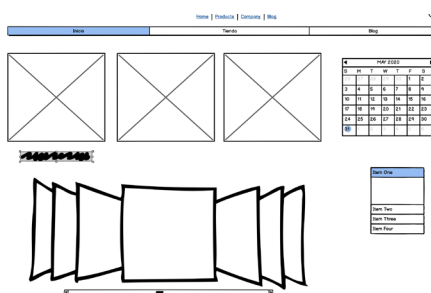 Home | Products | Company | Blog
Inicio Tienda Blog
MAY 2020
S M T W T F S
1 2
3 4 5 6 7 8 9
10 11 12 13 14 15 16
17 18 19 20 21 22 23
24 25 26 27 28 29 30
31
Item One
Item Two
Item Three
Item Four